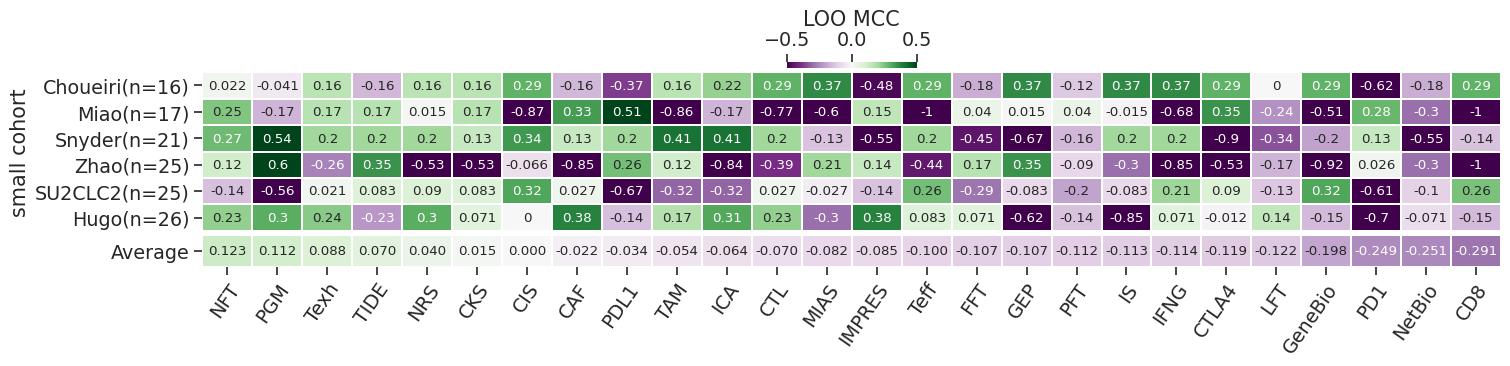 LOO MCC
−0.5 0.0 0.5
small cohort
Choueiri(n=16) 0.022 -0.041 0.16 -0.16 0.16 0.16 0.29 -0.16 -0.37 0.16 0.22 0.29 0.37 -0.48 0.29 -0.18 0.37 -0.12 0.37 0.37 0.29 0 0.29 -0.62 -0.18 0.29
Miao(n=17) 0.25 -0.17 0.17 0.17 0.015 0.17 -0.87 0.33 0.51 -0.86 -0.17 -0.77 -0.6 0.15 -1 0.04 0.015 0.04 -0.015 -0.68 0.35 -0.24 -0.51 0.28 -0.3 -1
Snyder(n=21) 0.27 0.54 0.2 0.2 0.2 0.13 0.34 0.13 0.2 0.41 0.41 0.2 -0.13 -0.55 0.2 -0.45 -0.67 -0.16 0.2 0.2 -0.9 -0.34 -0.2 0.13 -0.55 -0.14
Zhao(n=25) 0.12 0.6 -0.26 0.35 -0.53 -0.53 -0.066 -0.85 0.26 0.12 -0.84 -0.39 0.21 0.14 -0.44 0.17 0.35 -0.09 -0.3 -0.85 -0.53 -0.17 -0.92 0.026 -0.3 -1
SU2CLC2(n=25) -0.14 -0.56 0.021 0.083 0.09 0.083 0.32 0.027 -0.67 -0.32 -0.32 0.027 -0.027 -0.14 0.26 -0.29 -0.083 -0.2 -0.083 0.21 0.09 -0.13 0.32 -0.61 -0.1 0.26
Hugo(n=26) 0.23 0.3 0.24 -0.23 0.3 0.071 0 0.38 -0.14 0.17 0.31 0.23 -0.3 0.38 0.083 0.071 -0.62 -0.14 -0.85 0.071 -0.012 0.14 -0.15 -0.7 -0.071 -0.15
Average 0.123 0.112 0.088 0.070 0.040 0.015 0.000 -0.022 -0.034 -0.054 -0.064 -0.070 -0.082 -0.085 -0.100 -0.107 -0.107 -0.112 -0.113 -0.114 -0.119 -0.122 -0.198 -0.249 -0.251 -0.291
NFT PGM Texh TIDE NRS CKS CIS CAF PDL1 TAM ICA CTL MIAS IMPRES Teff FFT GEP PFT IS IFNG CTLA4 LFT GeneBio PD1 NetBio CD8